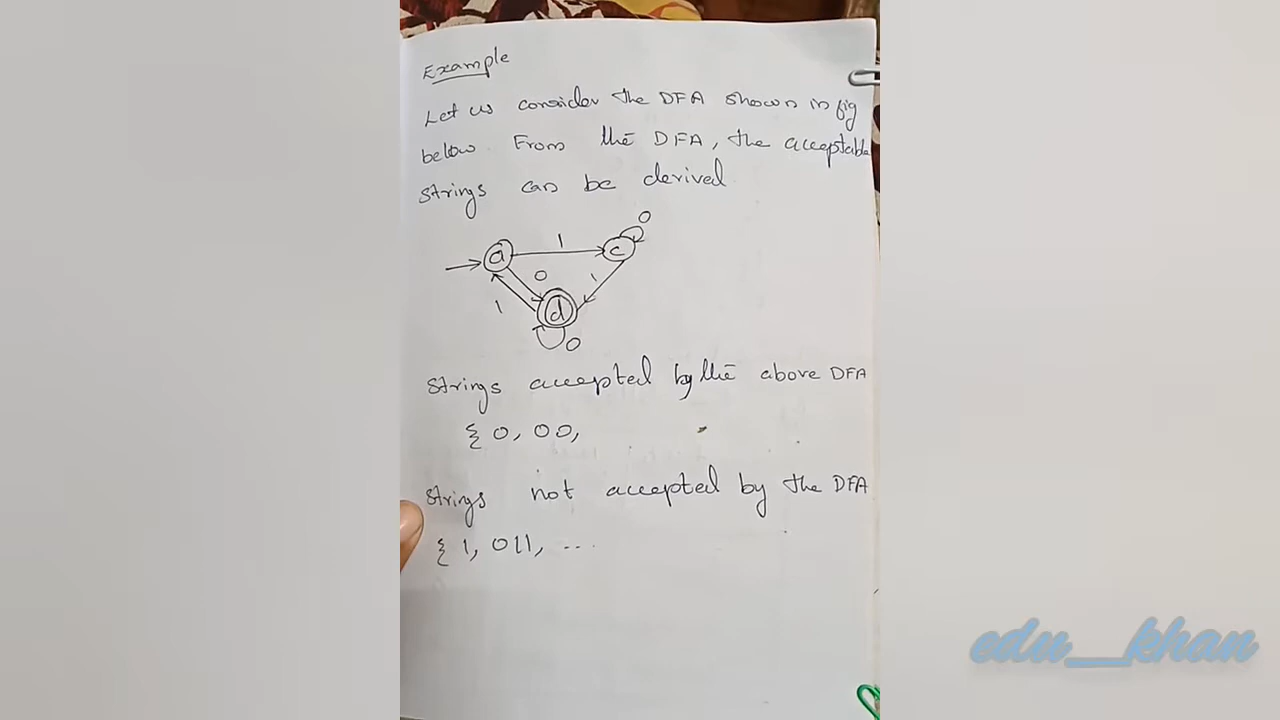 Example
Let us consider the DFA shown in fig
below From the DFA, the acceptable
strings can be derived
0
1
a
c
0
1
1
d
0
Strings accepted by the above DFA
{ 0, 00,
Strings not accepted by the DFA
{ 1, 011, ...
edu__khan